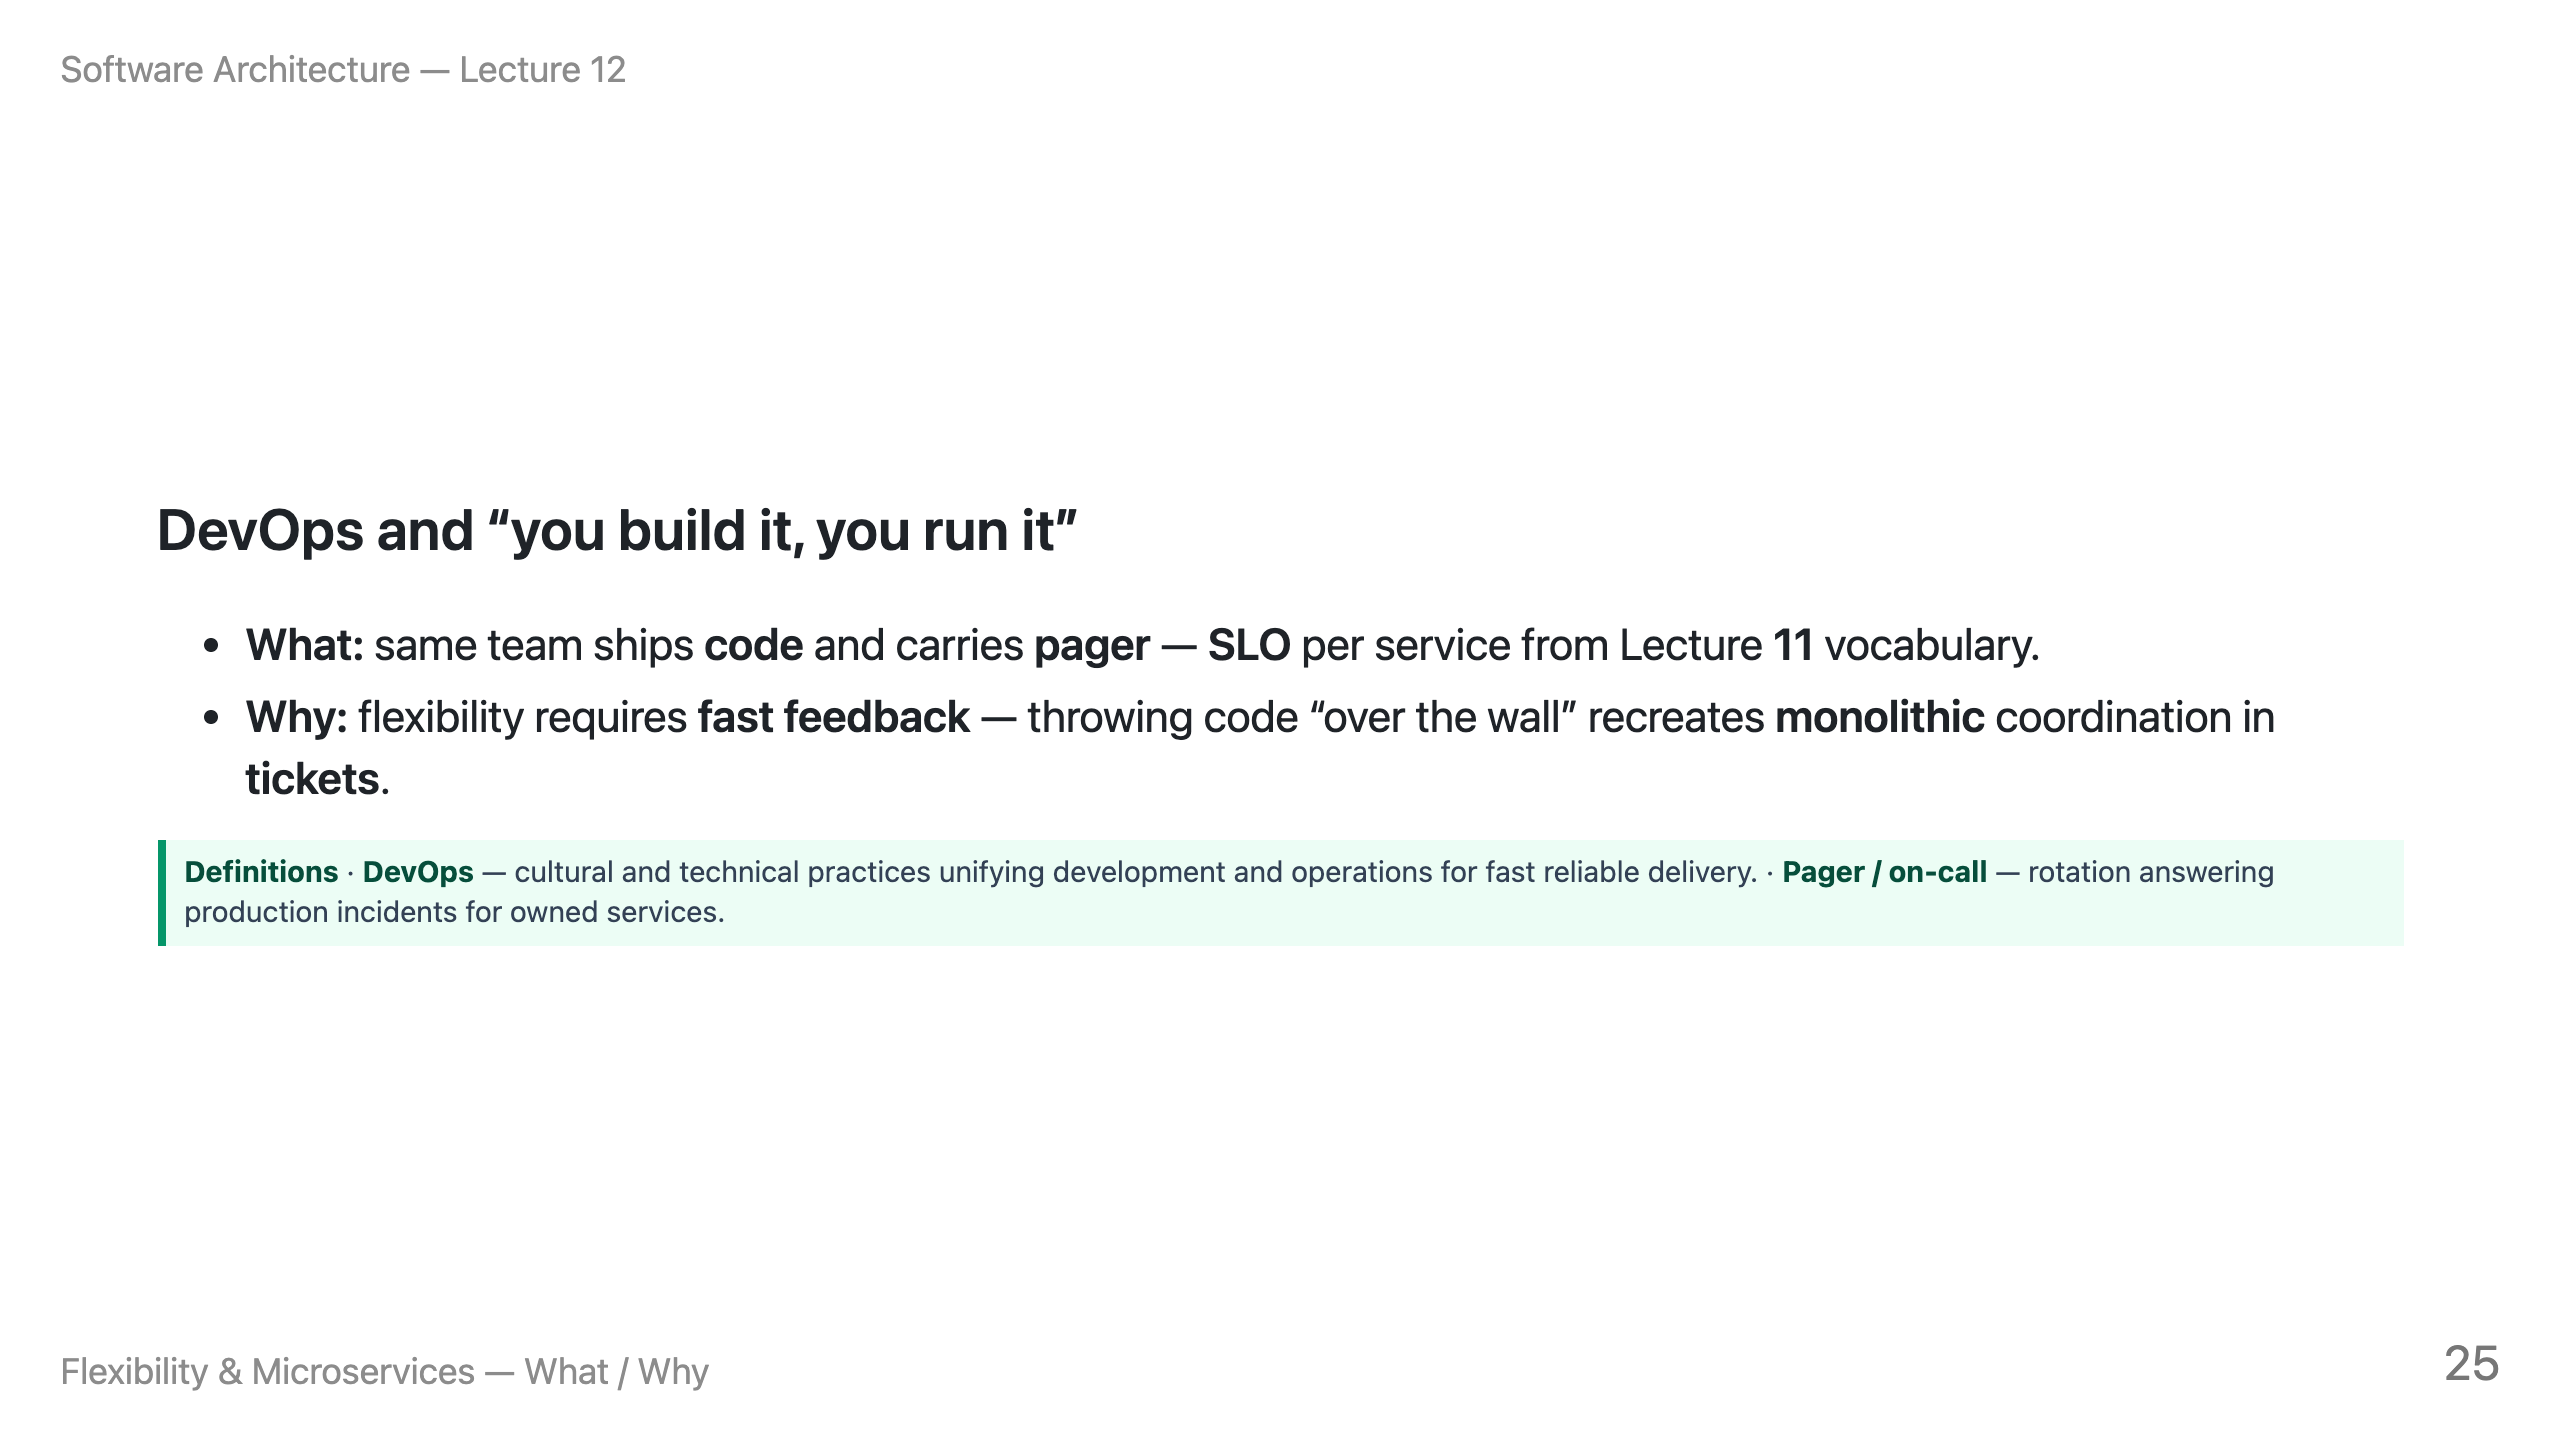 Software Architecture — Lecture 12
DevOps and “you build it, you run it”
• What: same team ships code and carries pager — SLO per service from Lecture 11 vocabulary.
• Why: flexibility requires fast feedback — throwing code “over the wall” recreates monolithic coordination in
tickets.
Definitions · DevOps — cultural and technical practices unifying development and operations for fast reliable delivery. · Pager / on-call — rotation answering
production incidents for owned services.
Flexibility & Microservices — What / Why
25